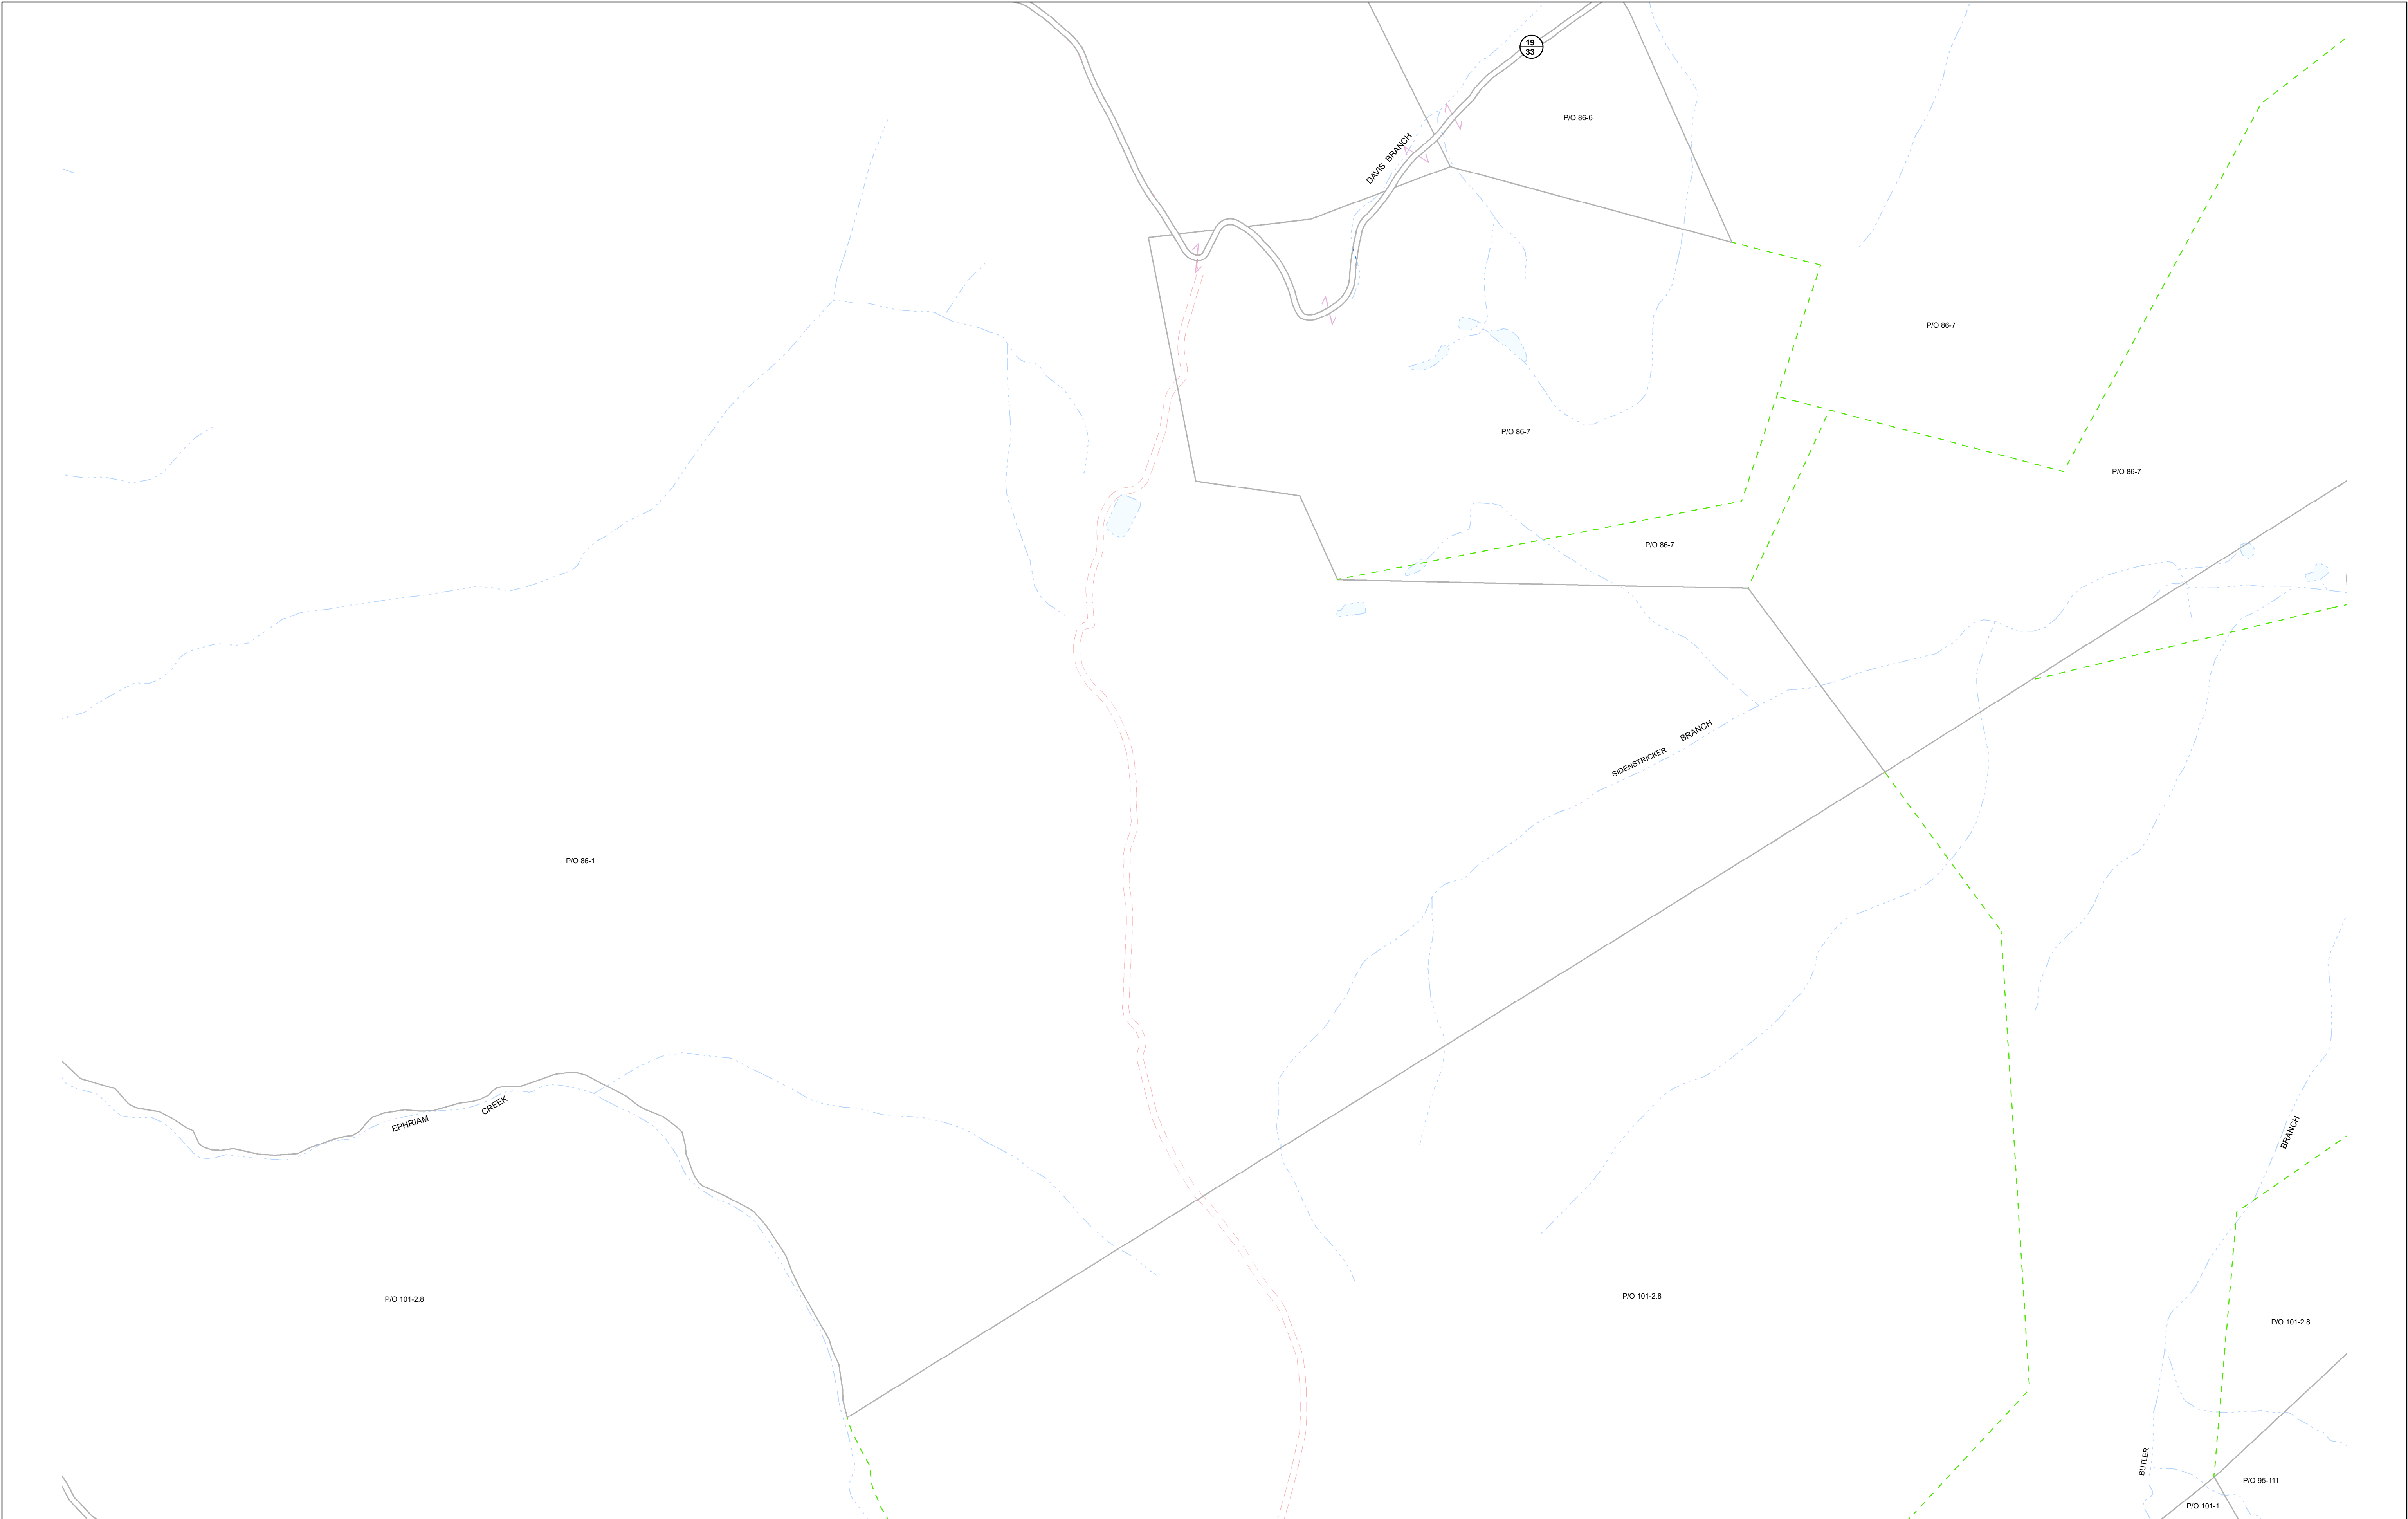 19
33
P/O 86-6
DAVIS BRANCH
P/O 86-7
P/O 86-7
P/O 86-7
P/O 86-7
SIDENSTRICKER BRANCH
P/O 86-1
EPHRIAM CREEK
BRANCH
P/O 101-2.8
P/O 101-2.8
P/O 101-2.8
BUTLER
P/O 95-111
P/O 101-1